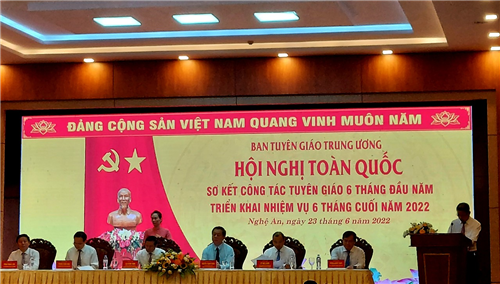 ĐẢNG CỘNG SẢN VIỆT NAM QUANG VINH MUÔN NĂM
BAN TUYÊN GIÁO TRUNG ƯƠNG
HỘI NGHỊ TOÀN QUỐC
SƠ KẾT CÔNG TÁC TUYÊN GIÁO 6 THÁNG ĐẦU NĂM
TRIỂN KHAI NHIỆM VỤ 6 THÁNG CUỐI NĂM 2022
Nghệ An, ngày 23 tháng 6 năm 2022